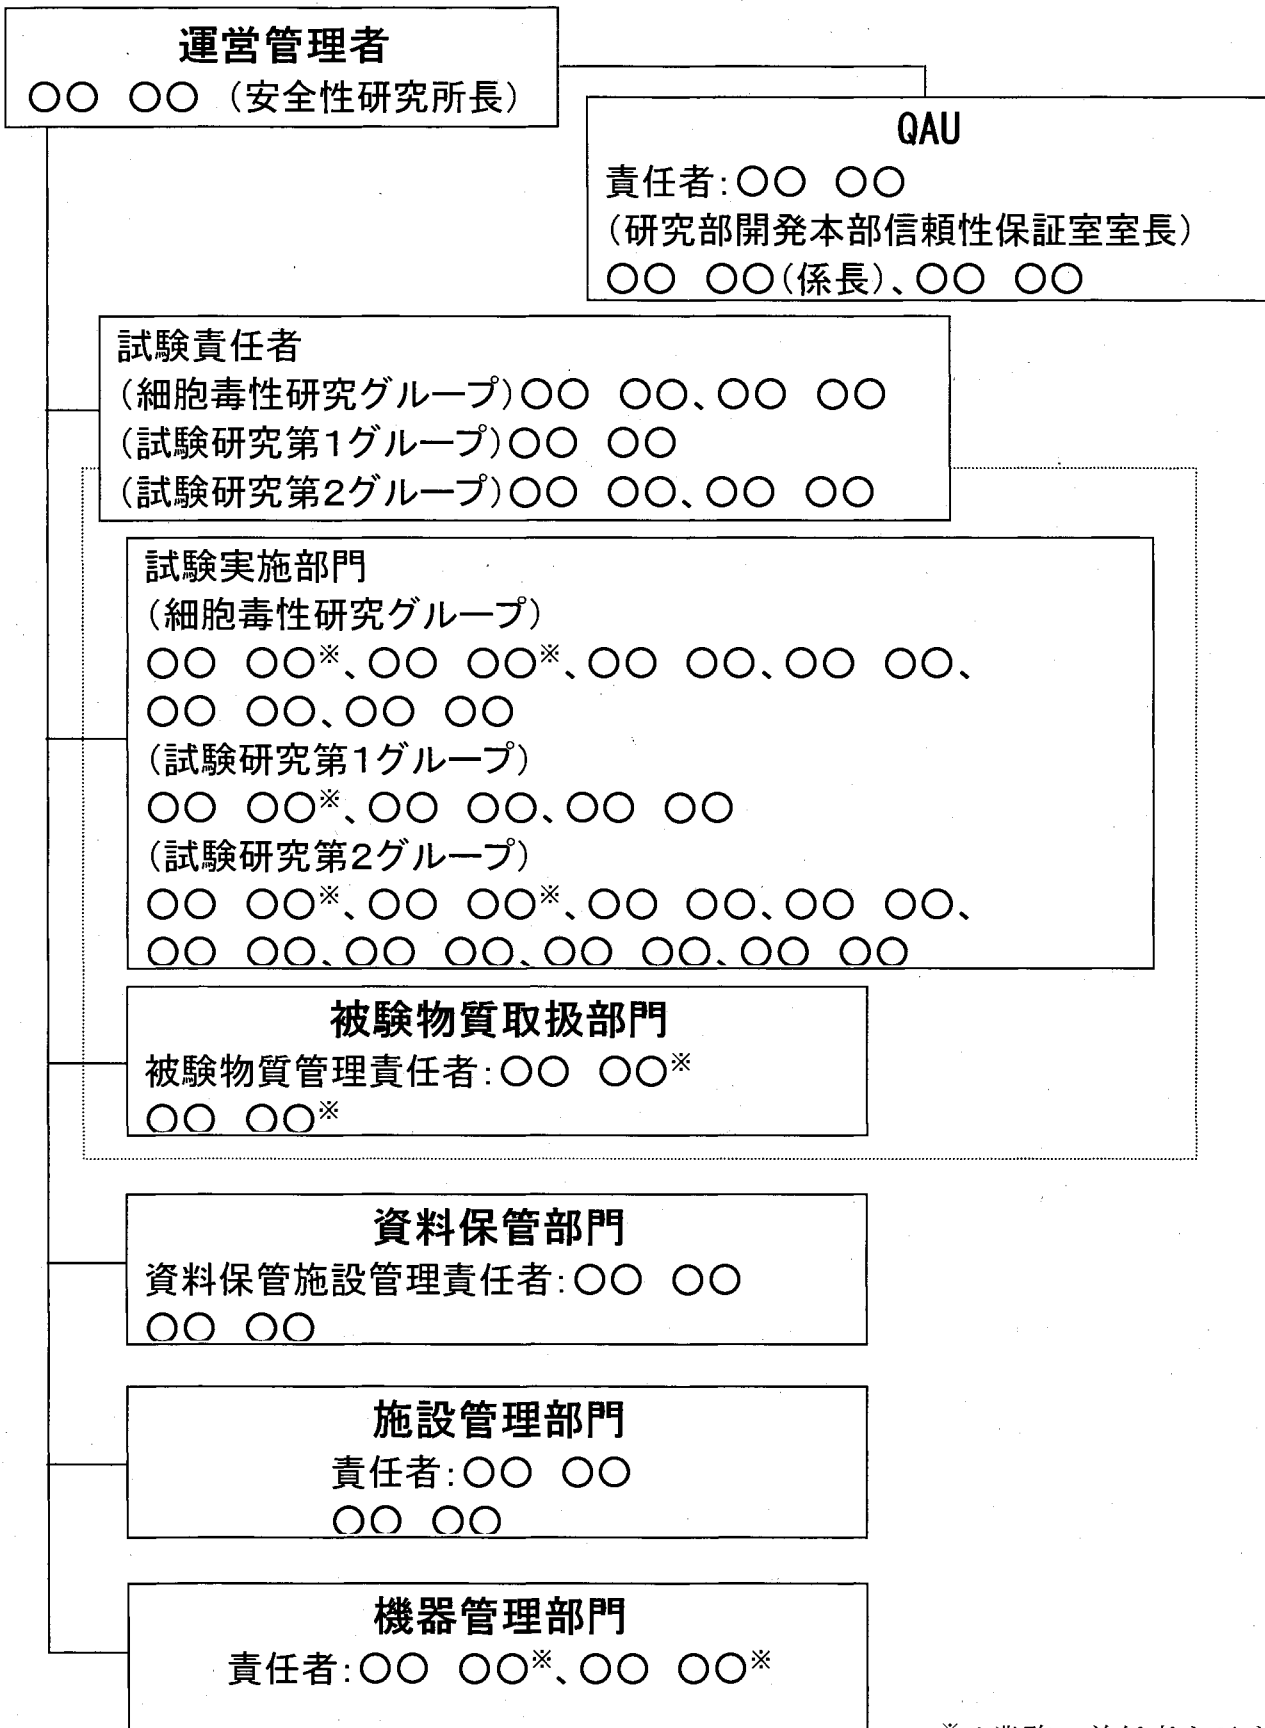 運営管理者
○○ ○○（安全性研究所長）
QAU
責任者:○○ ○○
(研究部開発本部信頼性保証室室長)
○○ ○○(係長)、○○ ○○
試験責任者
(細胞毒性研究グループ)○○ ○○、○○ ○○
(試験研究第1グループ)○○ ○○
(試験研究第2グループ)○○ ○○、○○ ○○
試験実施部門
(細胞毒性研究グループ)
○○ ○○※、○○ ○○※、○○ ○○、○○ ○○、
○○ ○○、○○ ○○
(試験研究第1グループ)
○○ ○○※、○○ ○○、○○ ○○
(試験研究第2グループ)
○○ ○○※、○○ ○○※、○○ ○○、○○ ○○、
○○ ○○、○○ ○○、○○ ○○、○○ ○○
被験物質取扱部門
被験物質管理責任者:○○ ○○※
○○ ○○※
資料保管部門
資料保管施設管理責任者:○○ ○○
○○ ○○
施設管理部門
責任者:○○ ○○
○○ ○○
機器管理部門
責任者:○○ ○○※、○○ ○○※